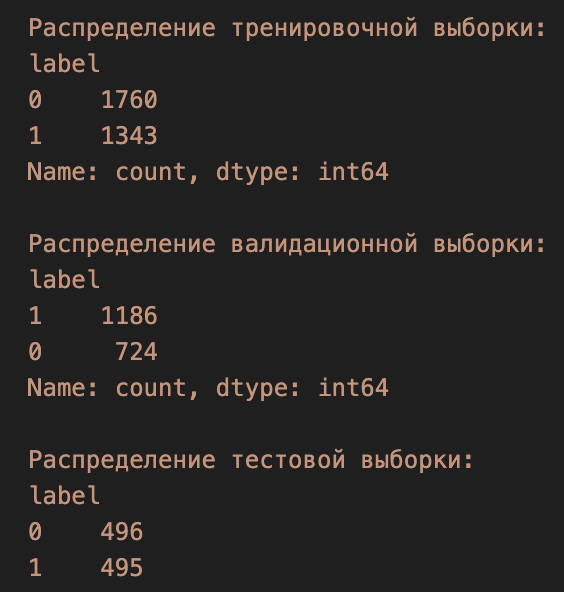 Распределение тренировочной выборки:
label
0    1760
1    1343
Name: count, dtype: int64
Распределение валидационной выборки:
label
1    1186
0     724
Name: count, dtype: int64
Распределение тестовой выборки:
label
0    496
1    495